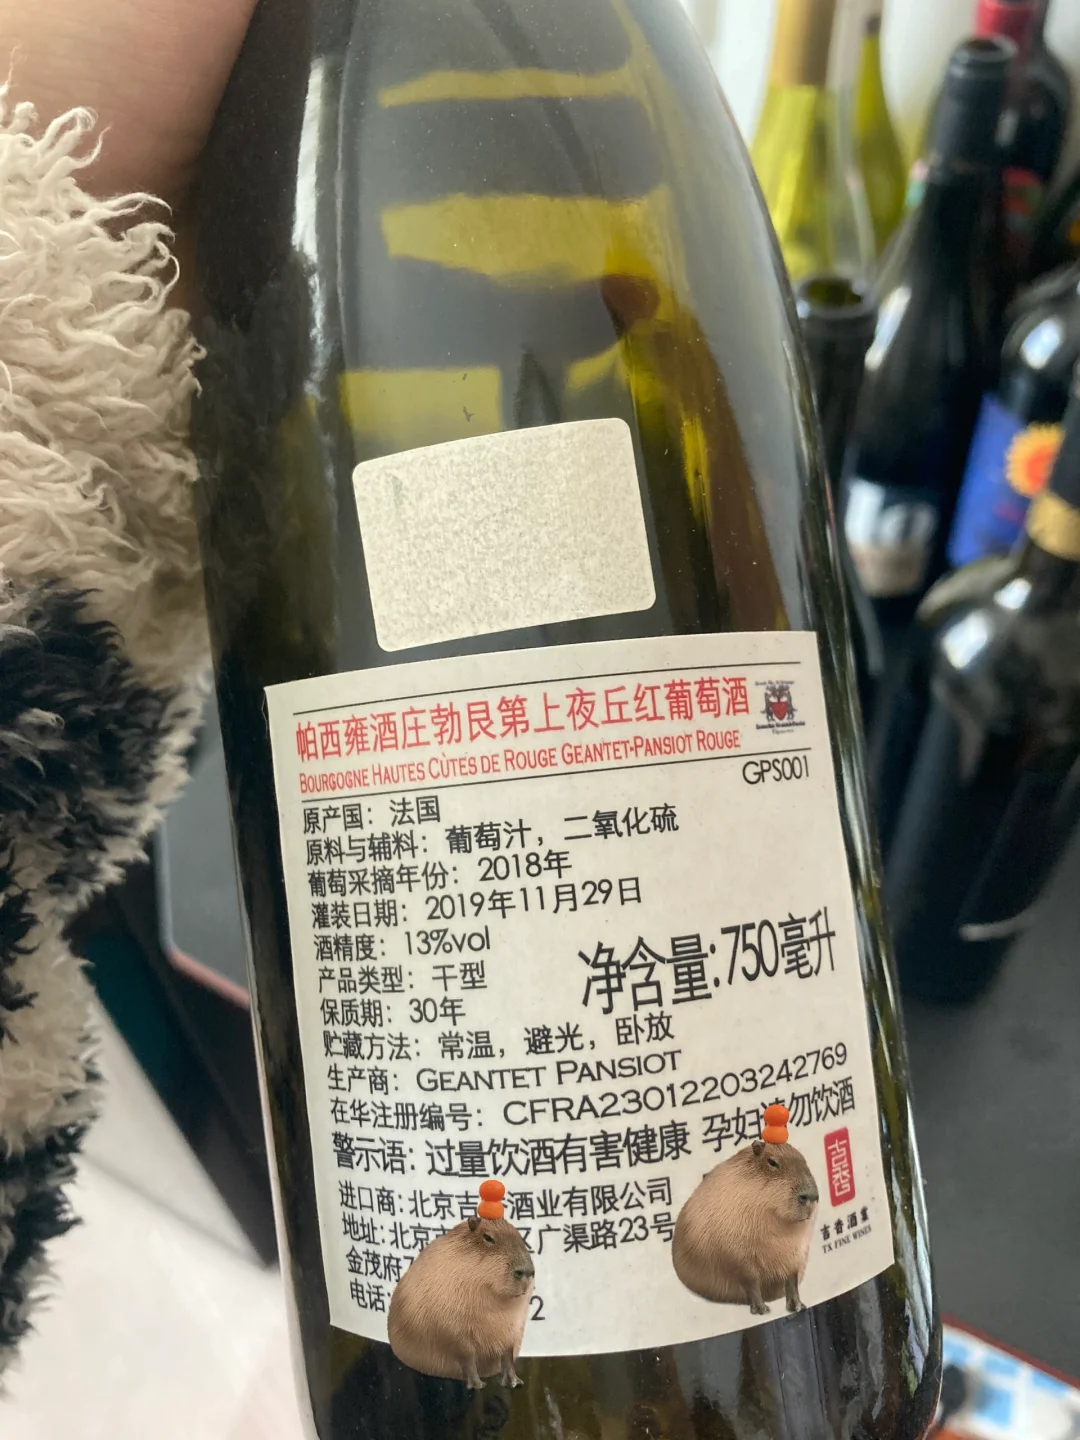 帕西雍酒庄勃艮第上夜丘红葡萄酒
BOURGOGNE HAUTES CÙTES DE ROUGE GEANTET-PANSIOT ROUGE
GPS001
原产国：法国
原料与辅料：葡萄汁，二氧化硫
葡萄采摘年份：2018年
灌装日期：2019年11月29日
酒精度：13%vol
净含量:750毫升
产品类型：干型
保质期：30年
贮藏方法：常温，避光，卧放
生产商：GEANTET PANSIOT
在华注册编号：CFRA23012203242769
警示语：过量饮酒有害健康 孕妇 勿饮酒
进口商:北京吉 酒业有限公司
地址:北京 区广渠路23号
金茂府7
电话: 2
吉香
吉香酒业
TX FINE WINES